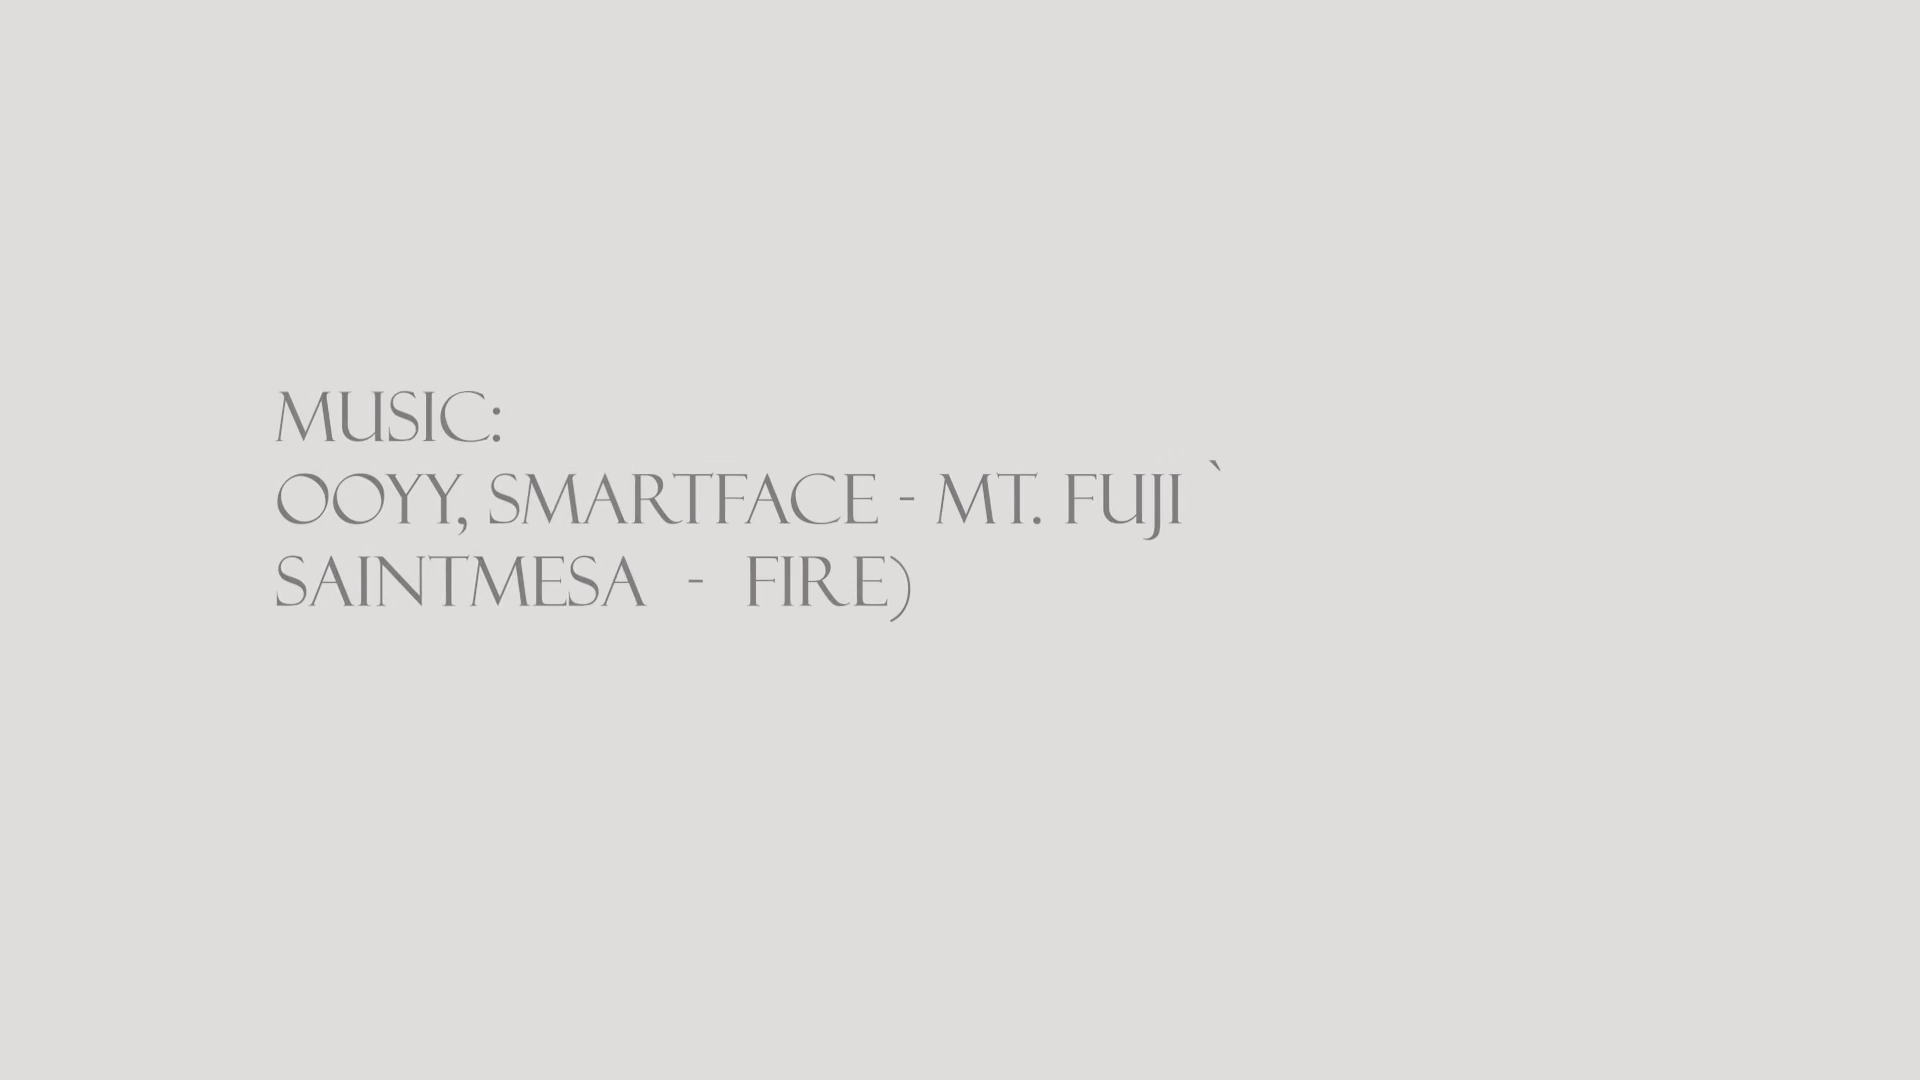 MUSIC:
OOYY, SMARTFACE - MT. FUJI `
SAINTMESA - FIRE)